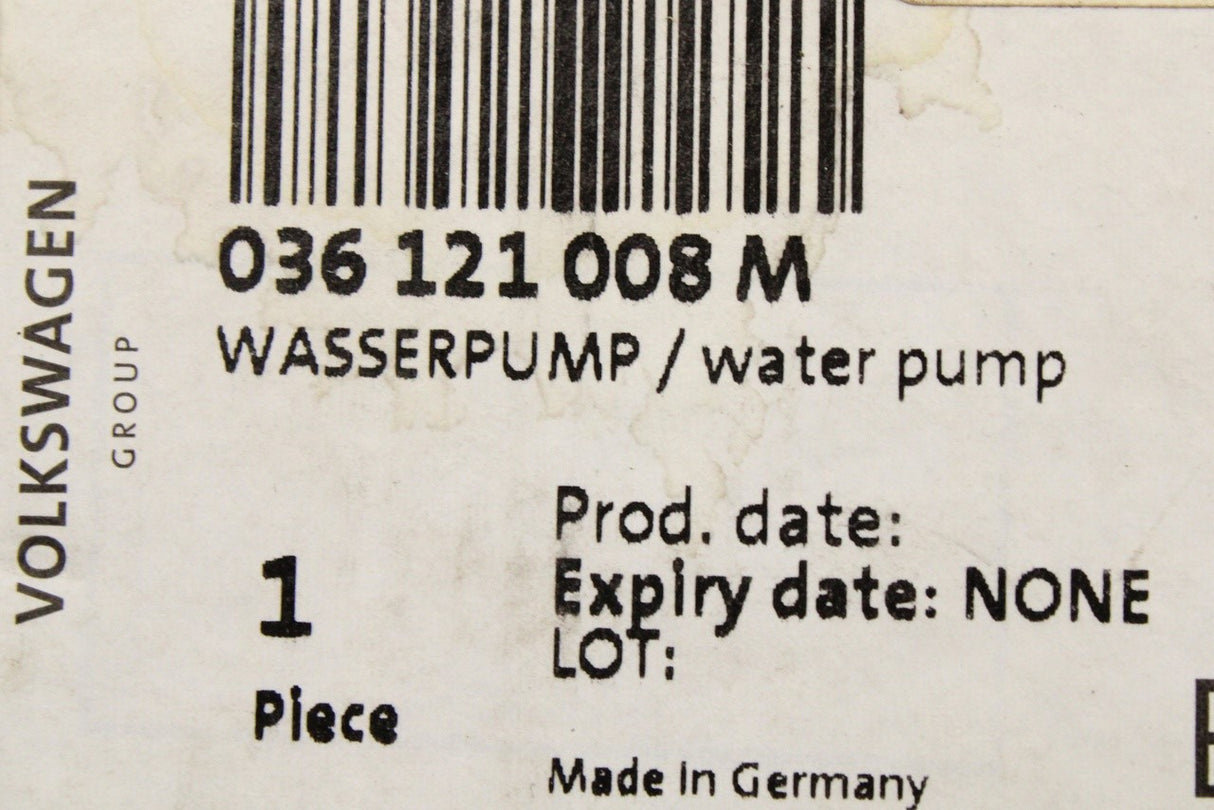 VOLKSWAGEN
GROUP
036 121 008 M
WASSERPUMP / water pump
1
Piece
Prod. date:
Expiry date: NONE
LOT:
Made in Germany